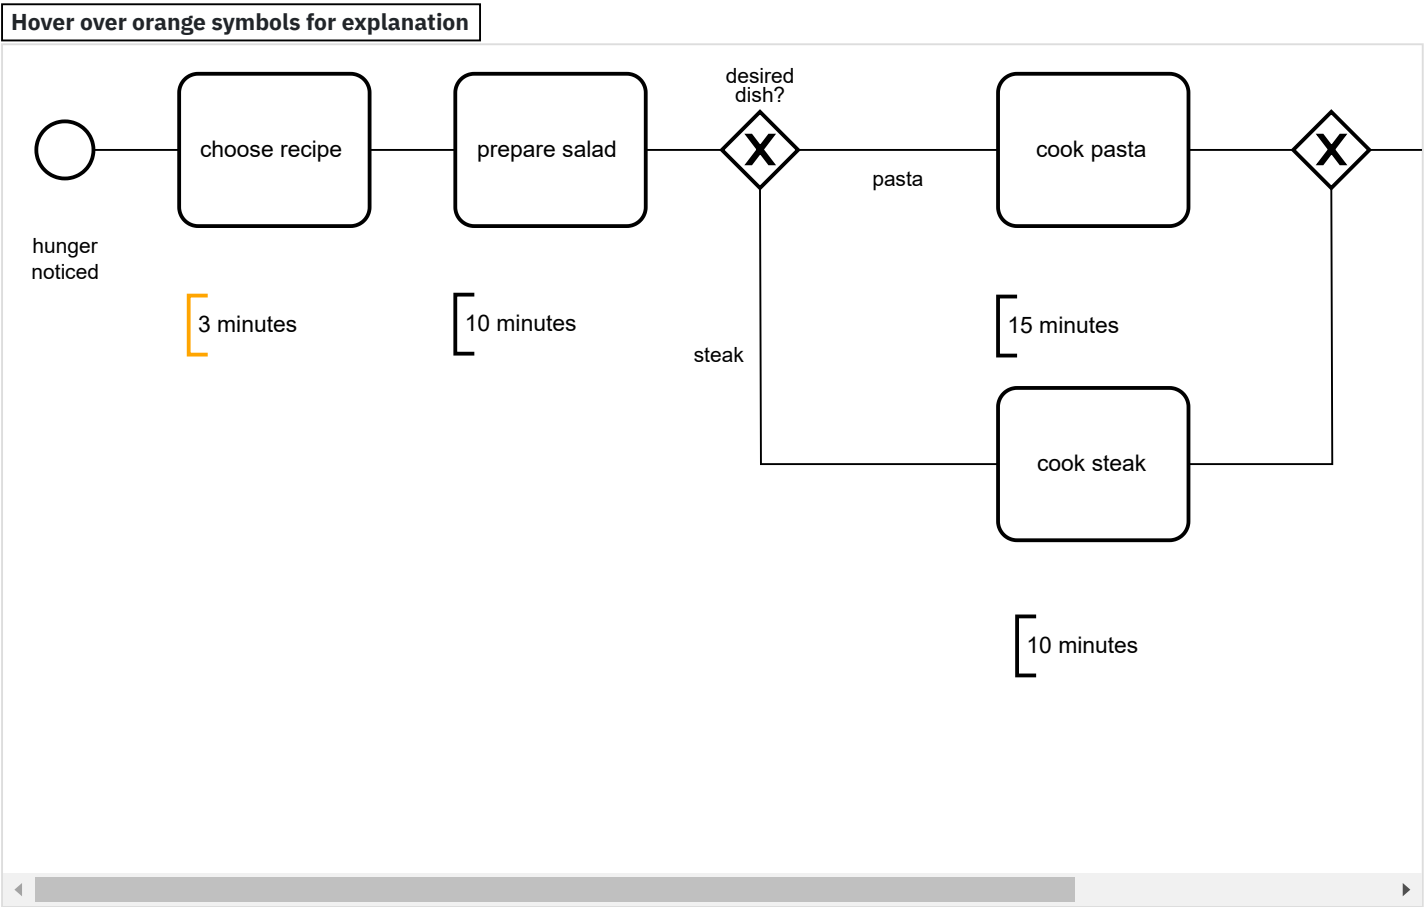 Hover over orange symbols for explanation
desired
dish?
choose recipe
prepare salad
X
cook pasta
X
pasta
hunger
noticed
3 minutes
10 minutes
15 minutes
steak
cook steak
10 minutes